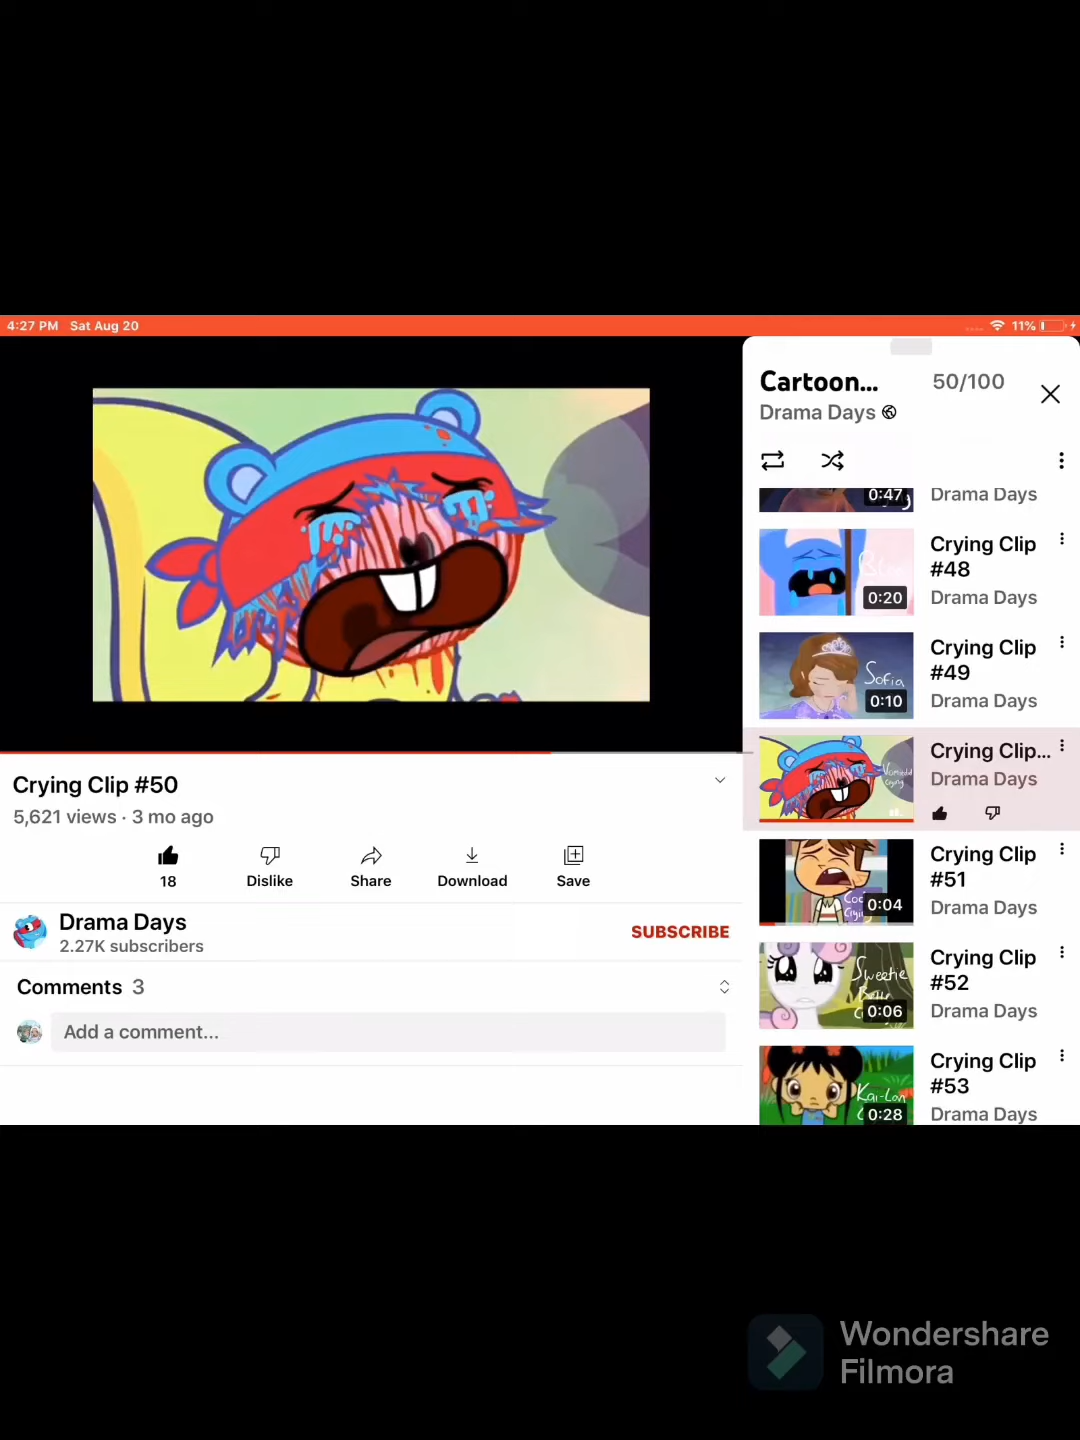 4:27 PM Sat Aug 20
11%
Cartoon...
50/100
Drama Days
0:47
Drama Days
Crying Clip
#48
Drama Days
0:20
Crying Clip
#49
Drama Days
Sofia
0:10
Crying Clip...
Drama Days
Crying Clip
#51
Drama Days
0:04
Crying Clip
#52
Drama Days
Sweetie
0:06
Crying Clip
#53
Drama Days
Kai-Lan
0:28
Crying Clip #50
5,621 views · 3 mo ago
18
Dislike
Share
Download
Save
Drama Days
2.27K subscribers
SUBSCRIBE
Comments 3
Add a comment...
Wondershare
Filmora